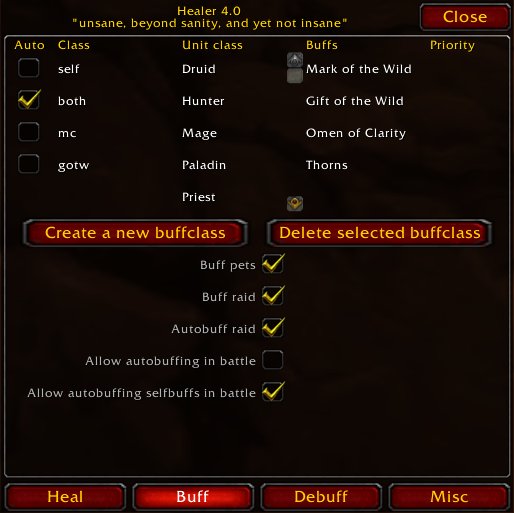 Healer 4.0
"unsane, beyond sanity, and yet not insane"
Close
Auto Class Unit class Buffs Priority
self Druid Mark of the Wild
both Hunter Gift of the Wild
mc Mage Omen of Clarity
gotw Paladin Thorns
Priest
Create a new buffclass Delete selected buffclass
Buff pets
Buff raid
Autobuff raid
Allow autobuffing in battle
Allow autobuffing selfbuffs in battle
Heal Buff Debuff Misc